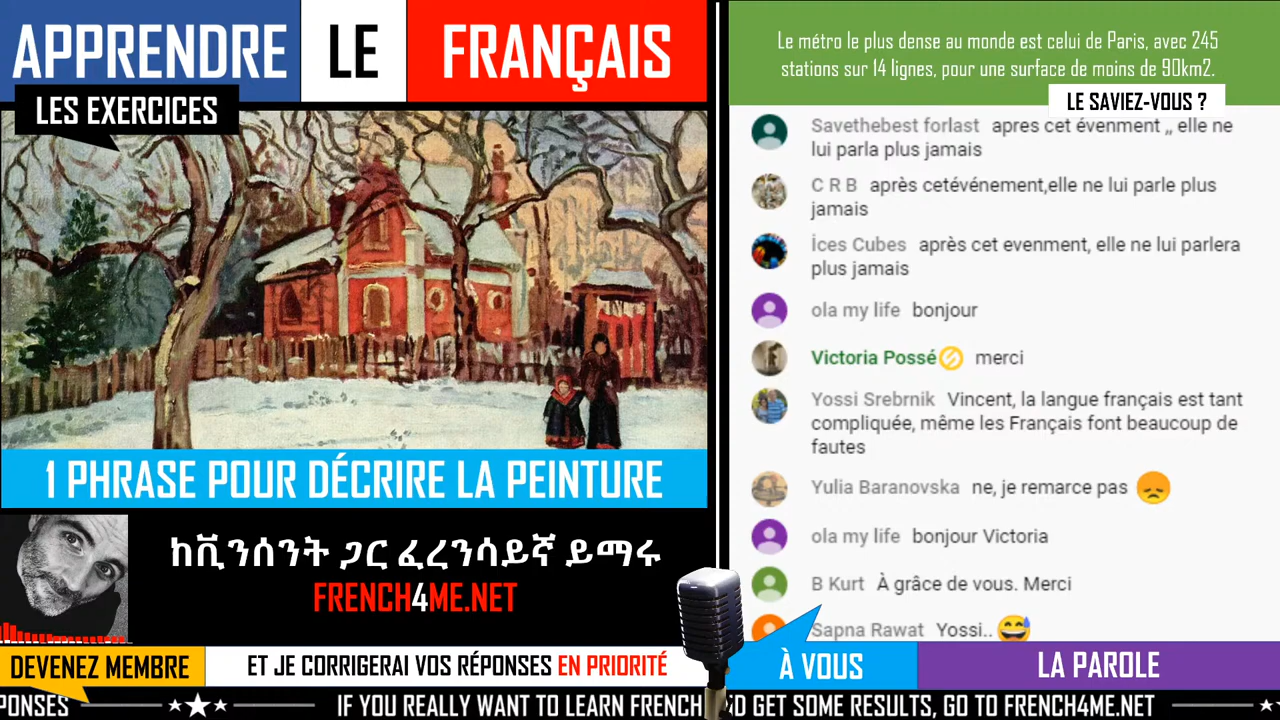 APPRENDRE LE FRANÇAIS
LES EXERCICES
1 PHRASE POUR DÉCRIRE LA PEINTURE
ከቪንሰንት ጋር ፈረንሳይኛ ይማሩ
FRENCH4ME.NET
DEVENEZ MEMBRE
ET JE CORRIGERAI VOS RÉPONSES EN PRIORITÉ
Le métro le plus dense au monde est celui de Paris, avec 245
stations sur 14 lignes, pour une surface de moins de 90km2.
LE SAVIEZ-VOUS ?
Savethebest forlast apres cet évenment ,, elle ne
lui parla plus jamais
C R B après cetévénement,elle ne lui parle plus
jamais
İces Cubes après cet evenment, elle ne lui parlera
plus jamais
ola my life bonjour
Victoria Possé merci
Yossi Srebrnik Vincent, la langue français est tant
compliquée, même les Français font beaucoup de
fautes
Yulia Baranovska ne, je remarce pas 😞
ola my life bonjour Victoria
B Kurt À grâce de vous. Merci
Sapna Rawat Yossi.. 😅
À VOUS
LA PAROLE
PONSES IF YOU REALLY WANT TO LEARN FRENCH ND GET SOME RESULTS, GO TO FRENCH4ME.NET